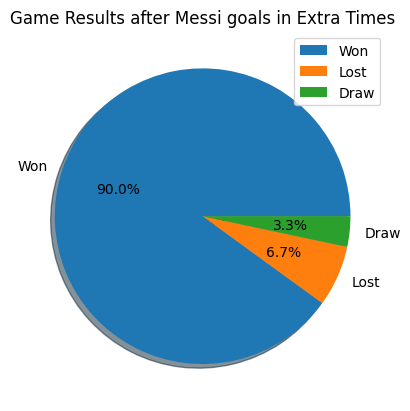 Game Results after Messi goals in Extra Times
Won
Lost
Draw
Won
90.0%
3.3%
Draw
6.7%
Lost